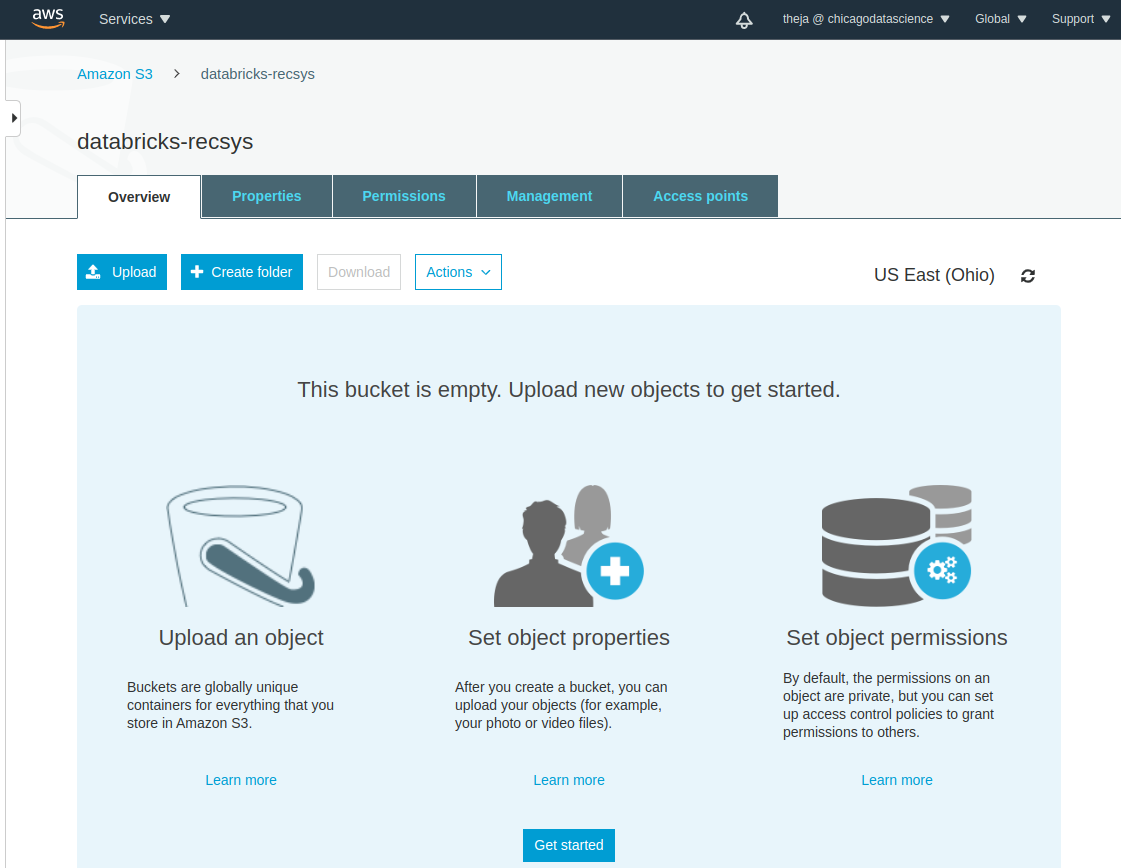 aws Services theja @ chicagodatascience Global Support
Amazon S3 databricks-recsys
databricks-recsys
Overview Properties Permissions Management Access points
Upload Create folder Download Actions US East (Ohio)
This bucket is empty. Upload new objects to get started.
Upload an object
Buckets are globally unique
containers for everything that you
store in Amazon S3.
Learn more
Set object properties
After you create a bucket, you can
upload your objects (for example,
your photo or video files).
Learn more
Set object permissions
By default, the permissions on an
object are private, but you can set
up access control policies to grant
permissions to others.
Learn more
Get started